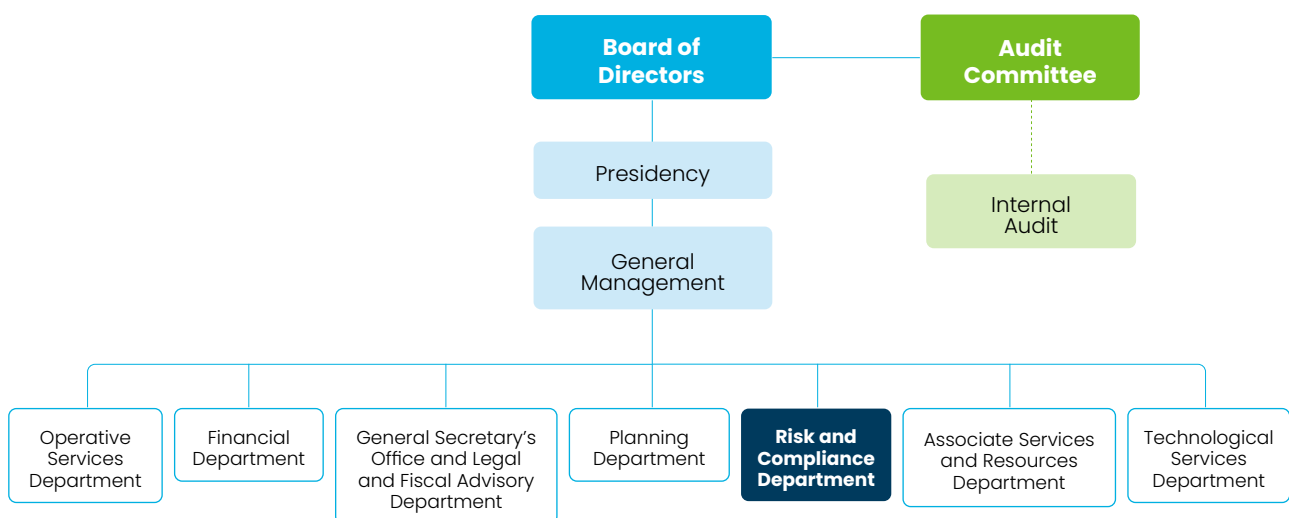 Board of
Directors
Audit
Committee
Presidency
Internal
Audit
General
Management
Operative
Services
Department
Financial
Department
General Secretary’s
Office and Legal
and Fiscal Advisory
Department
Planning
Department
Risk and
Compliance
Department
Associate Services
and Resources
Department
Technological
Services
Department